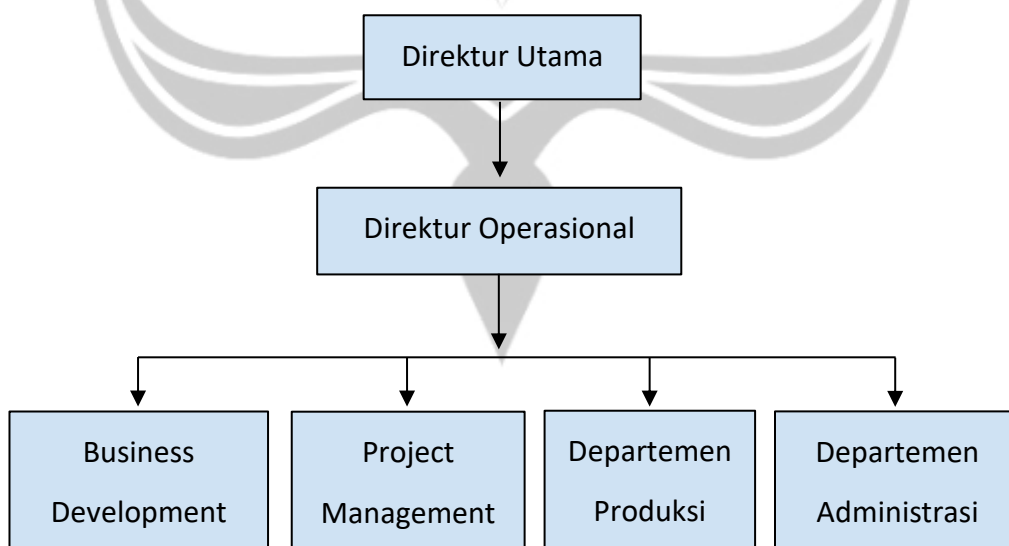 Direktur Utama
Direktur Operasional
Business
Development
Project
Management
Departemen
Produksi
Departemen
Administrasi